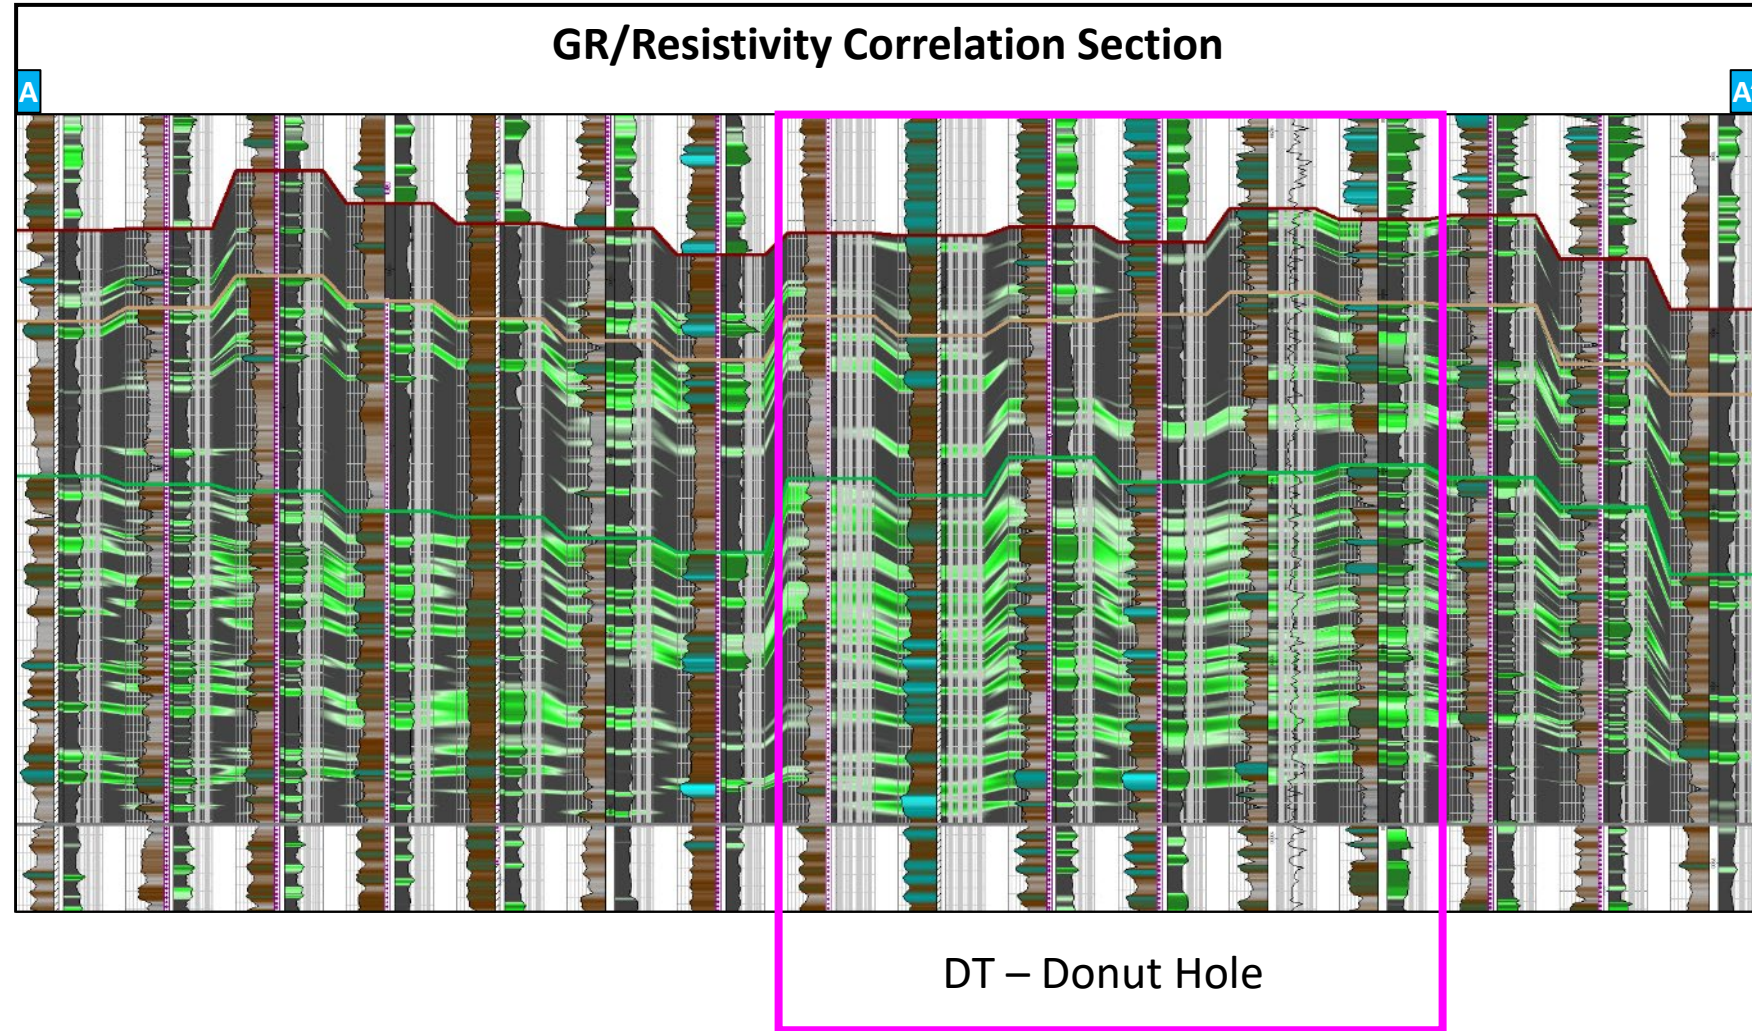 GR/Resistivity Correlation Section
A
A'
DT – Donut Hole